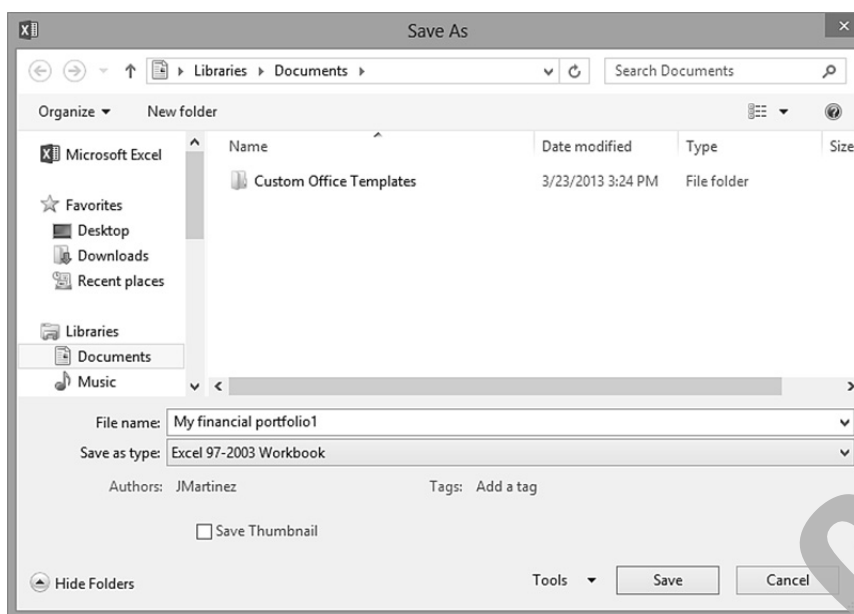 Save As
Libraries Documents
Search Documents
Organize New folder
Microsoft Excel
Favorites
Desktop
Downloads
Recent places
Libraries
Documents
Music
Name Date modified Type Size
Custom Office Templates 3/23/2013 3:24 PM File folder
File name: My financial portfolio1
Save as type: Excel 97-2003 Workbook
Authors: JMartinez Tags: Add a tag
Save Thumbnail
Hide Folders Tools Save Cancel